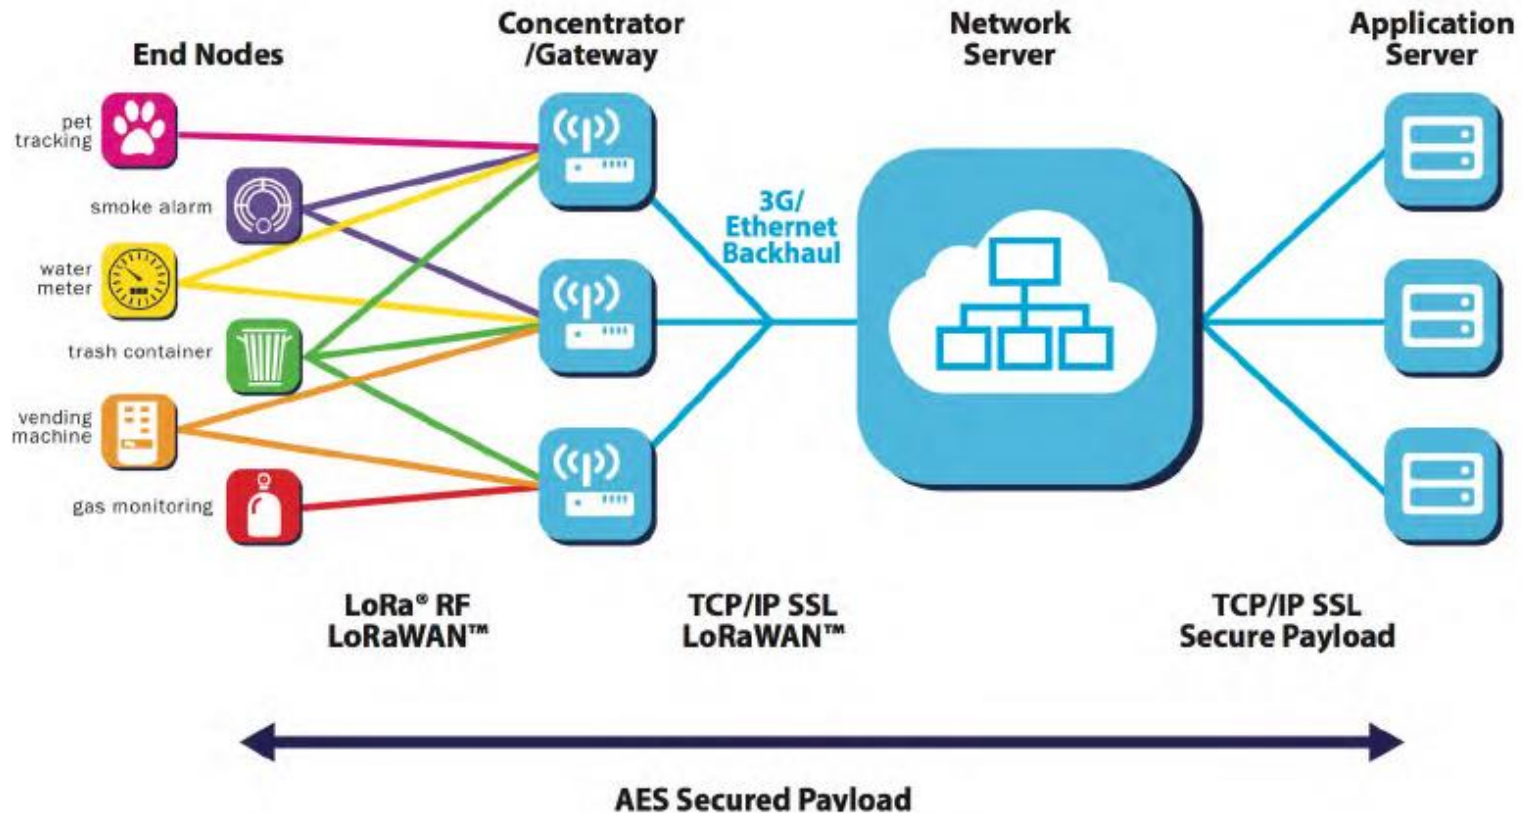 End Nodes
Concentrator
/Gateway
Network
Server
Application
Server
pet
tracking
smoke alarm
water
meter
trash container
vending
machine
gas monitoring
3G/
Ethernet
Backhaul
LoRa® RF
LoRaWAN™
TCP/IP SSL
LoRaWAN™
TCP/IP SSL
Secure Payload
AES Secured Payload